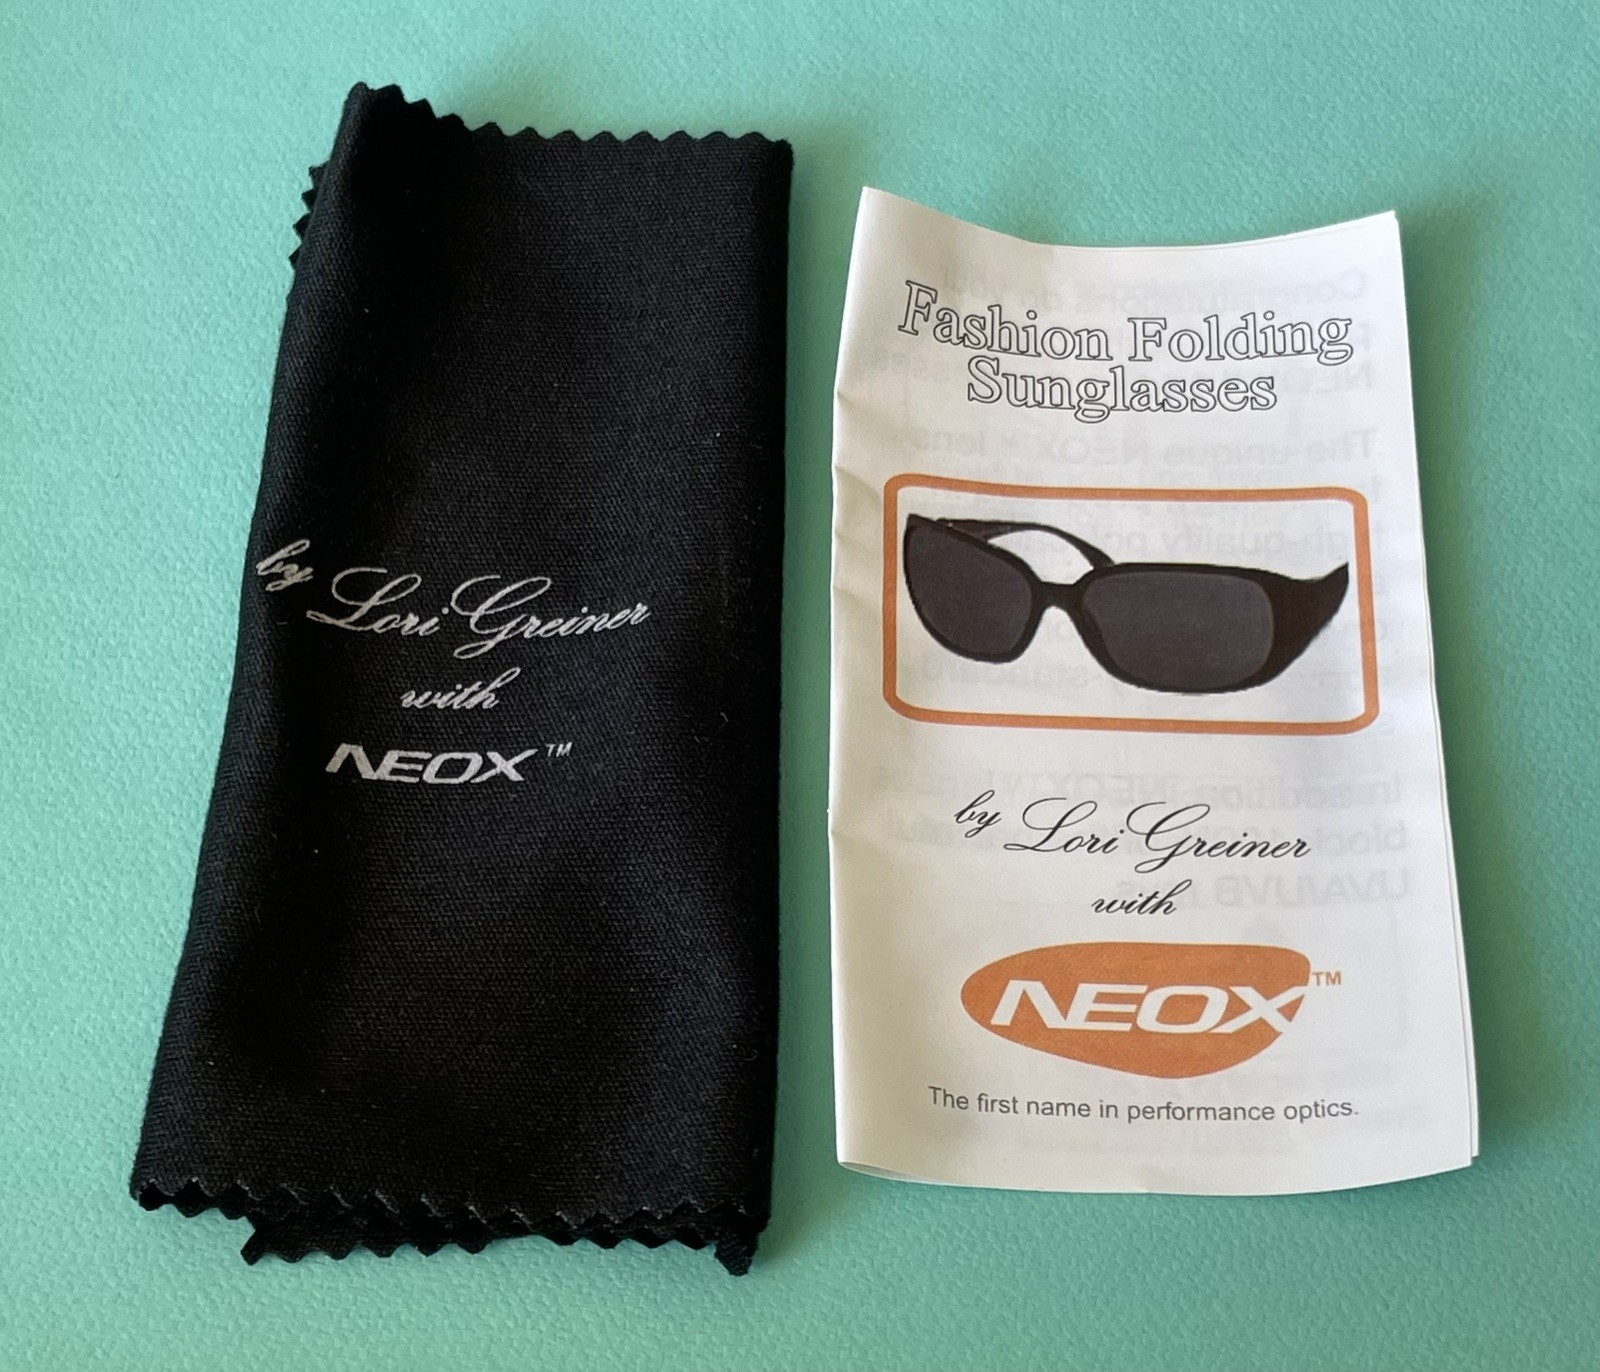 by Lori Greiner
with
NEOX™
Fashion Folding
Sunglasses
by Lori Greiner
with
NEOX™
The first name in performance optics.